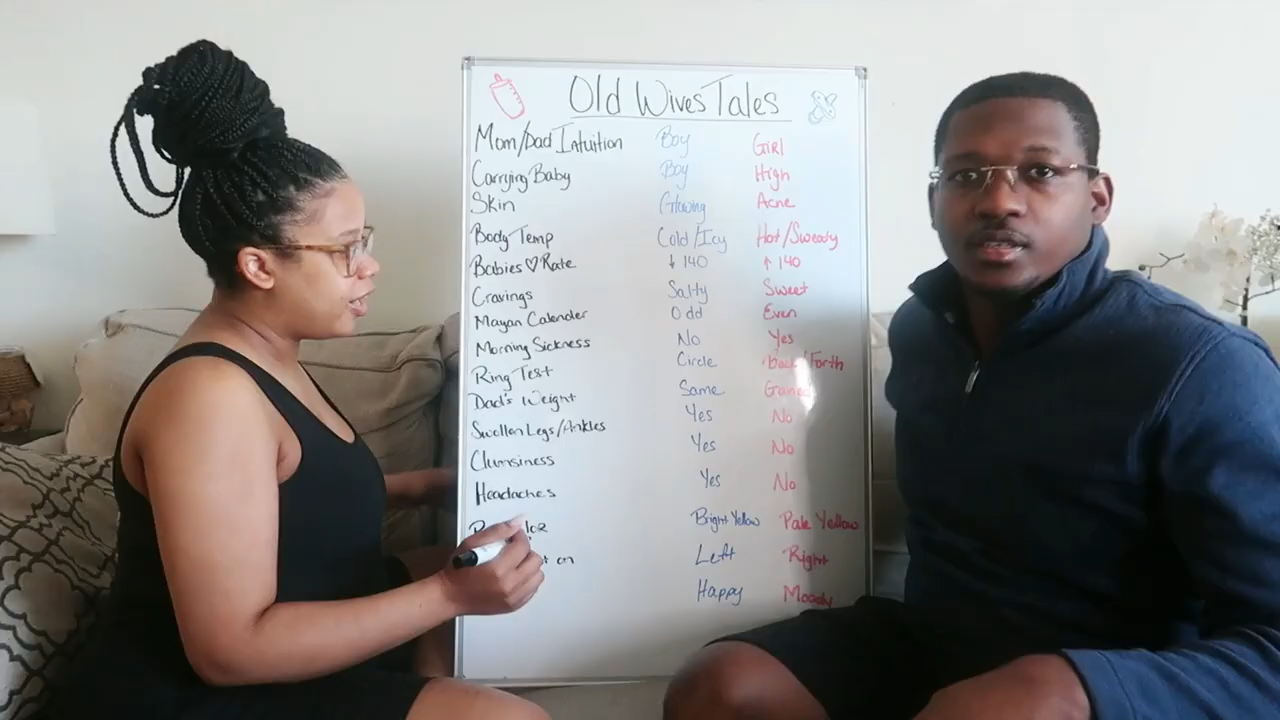 Old Wives Tales
Mom/Dad Intuition Boy Girl
Carrying Baby Boy High
Skin Glowing Acne
Body Temp Cold/Icy Hot/Sweaty
Babies ♡ Rate ↓ 140 ↑ 140
Cravings Salty Sweet
Mayan Calender Odd Even
Morning Sickness No Yes
Ring Test Circle Back/Forth
Dad's Weight Same Gained
Swollen Legs/Ankles Yes No
Clumsiness Yes No
Headaches Yes No
Bright Yellow Pale Yellow
on Left Right
Happy Moody